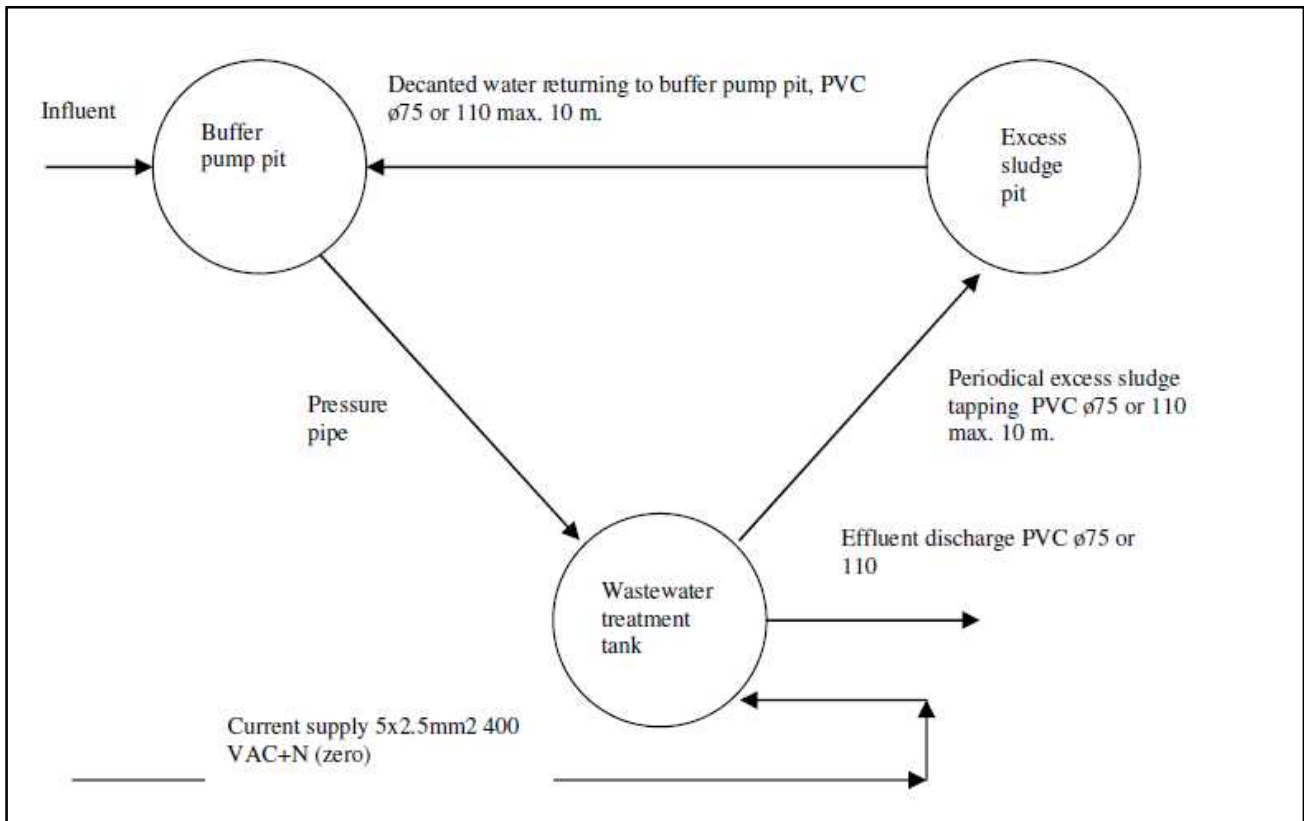 Decanted water returning to buffer pump pit, PVC
ø75 or 110 max. 10 m.
Influent
Buffer
pump pit
Excess
sludge
pit
Pressure
pipe
Periodical excess sludge
tapping PVC ø75 or 110
max. 10 m.
Effluent discharge PVC ø75 or
110
Wastewater
treatment
tank
Current supply 5x2.5mm2 400
VAC+N (zero)